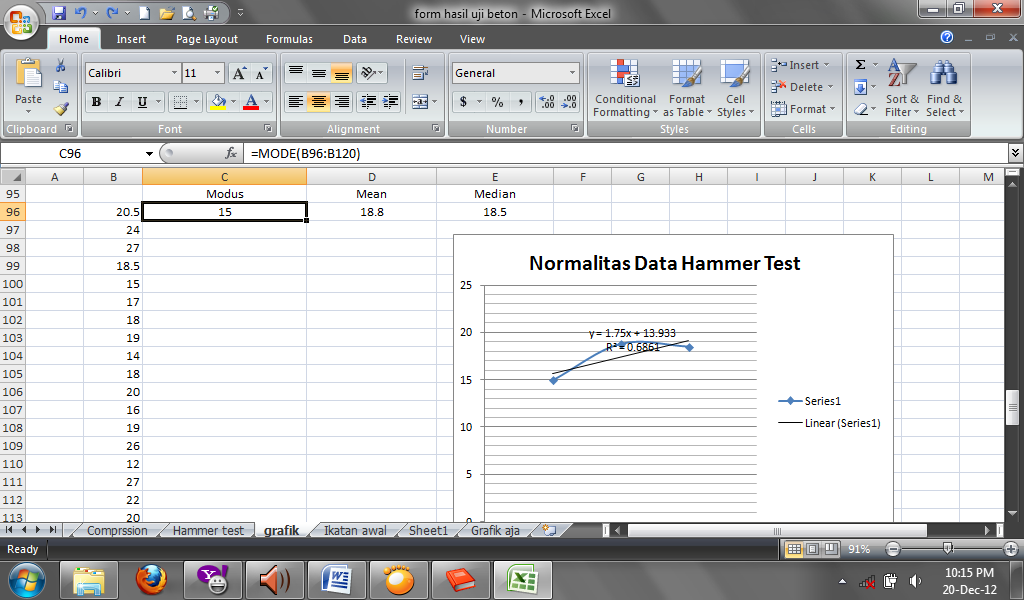 form hasil uji beton - Microsoft Excel
Home Insert Page Layout Formulas Data Review View
Paste
Calibri 11
General
B I U
$ % ,
Conditional Formatting
Format as Table
Cell Styles
Insert
Delete
Format
Sort & Filter
Find & Select
Clipboard Font Alignment Number Styles Cells Editing
C96 fx =MODE(B96:B120)
A B C D E F G H I J K L M
95 Modus Mean Median
96 20.5 15 18.8 18.5
97 24
98 27
99 18.5
100 15
101 17
102 18
103 19
104 14
105 18
106 20
107 16
108 19
109 26
110 12
111 27
112 22
113 20
Normalitas Data Hammer Test
25
20
15
10
5
0
y = 1.75x + 13.933
R² = 0.6861
Series1
Linear (Series1)
Comprssion Hammer test grafik Ikatan awal Sheet1 Grafik aja
Ready 91%
10:15 PM
20-Dec-12